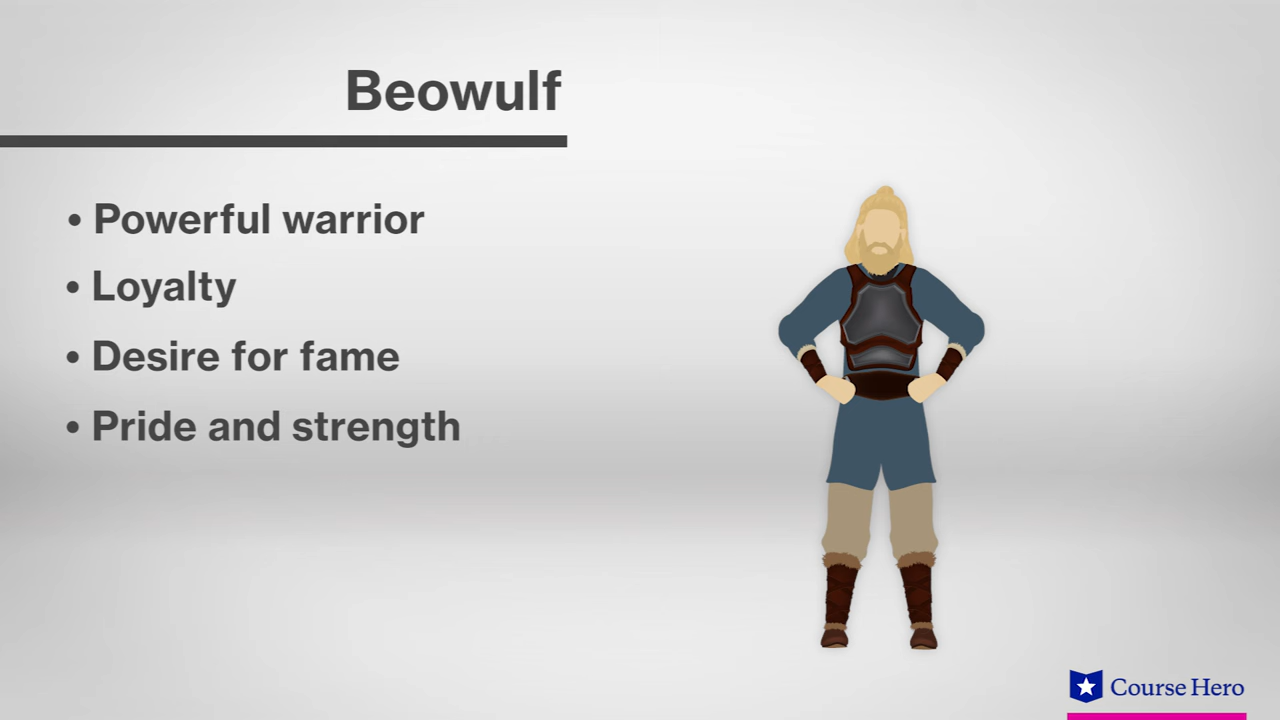 Beowulf
• Powerful warrior
• Loyalty
• Desire for fame
• Pride and strength
Course Hero